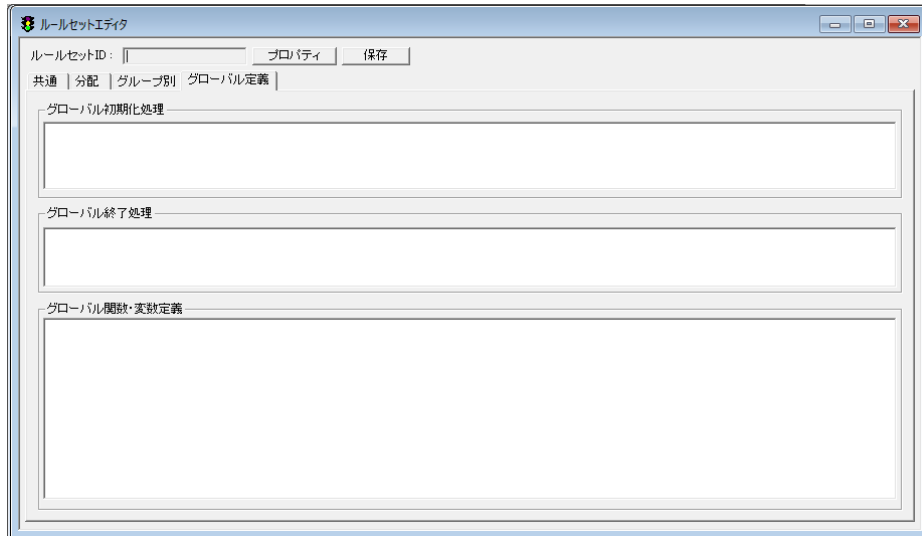 ルールセットエディタ
ルールセットID： プロパティ 保存
共通 分配 グループ別 グローバル定義
グローバル初期化処理
グローバル終了処理
グローバル関数・変数定義